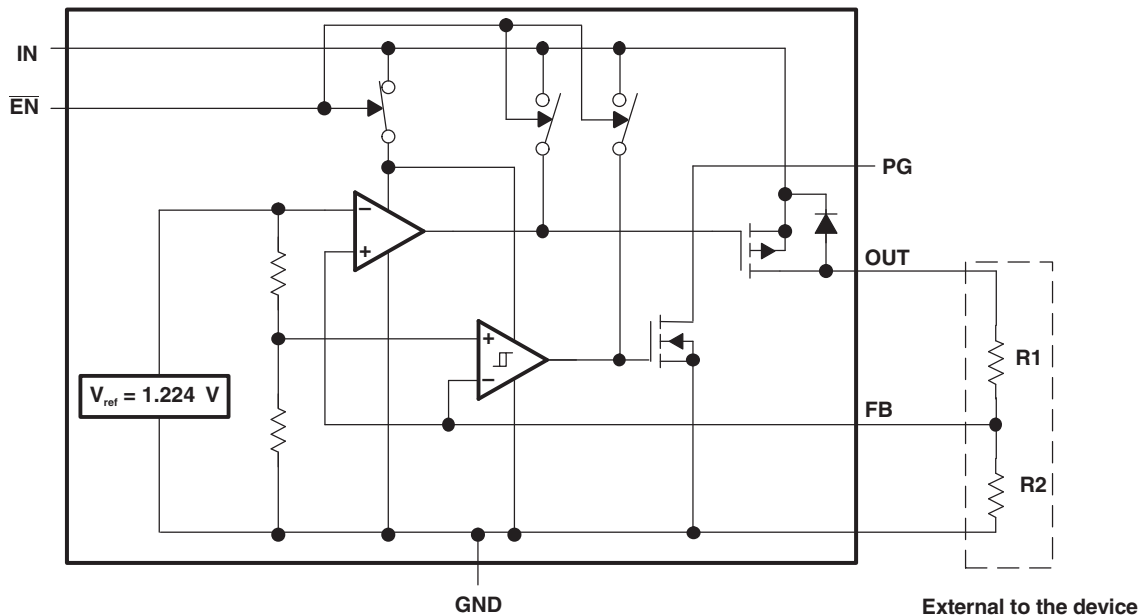 IN
EN
PG
−
+
OUT
+
−
R1
V_ref = 1.224 V
FB
R2
GND
External to the device